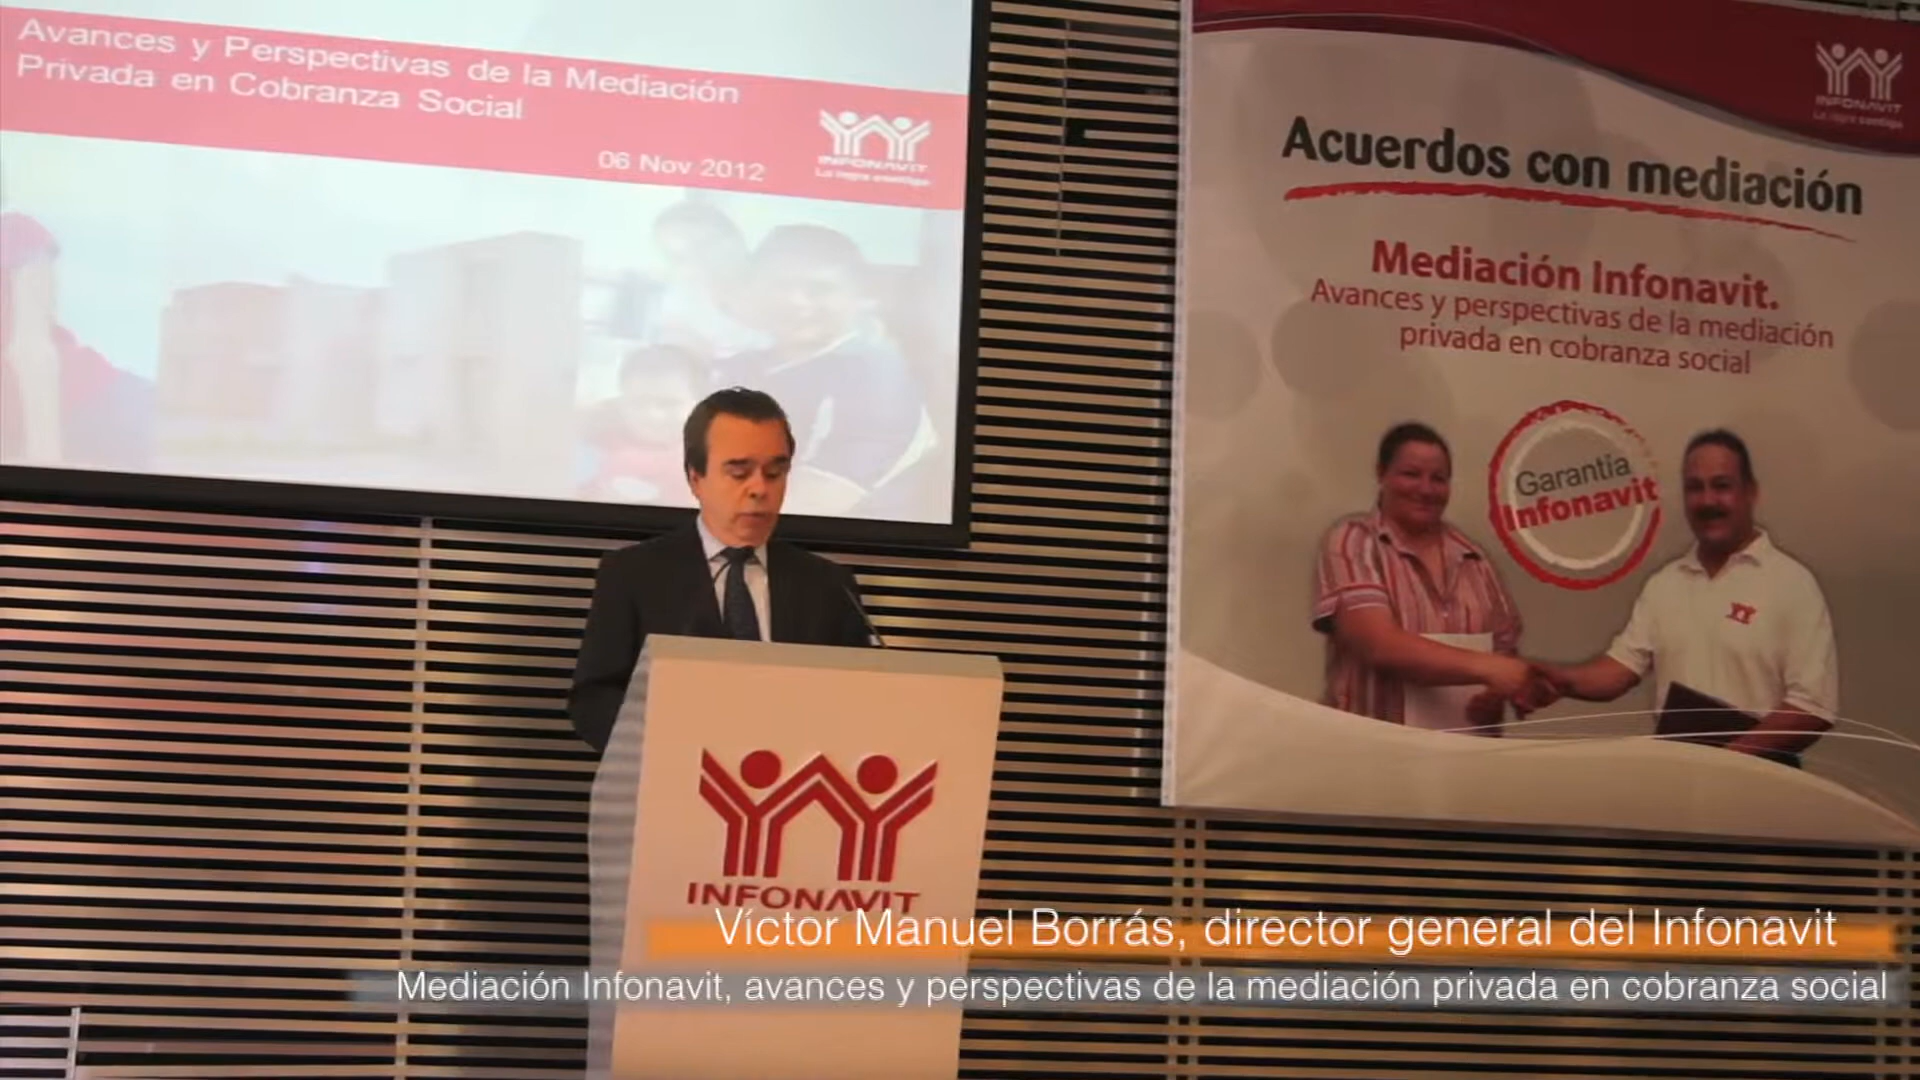 Avances y Perspectivas de la Mediación
Privada en Cobranza Social
06 Nov 2012
INFONAVIT
INFONAVIT
Acuerdos con mediación
Mediación Infonavit.
Avances y perspectivas de la mediación
privada en cobranza social
Garantía
Infonavit
INFONAVIT
Víctor Manuel Borrás, director general del Infonavit
Mediación Infonavit, avances y perspectivas de la mediación privada en cobranza social